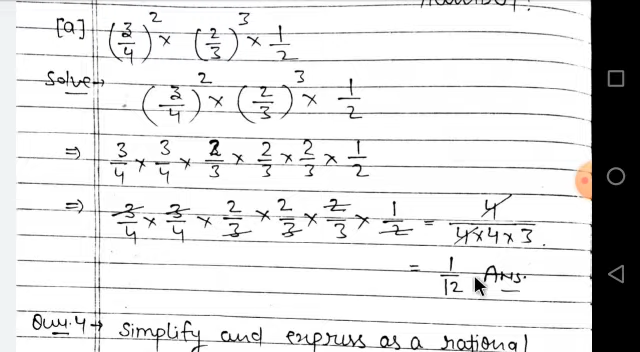 [a] (3/4)² × (2/3)³ × 1/2
Solve→
(3/4)² × (2/3)³ × 1/2
⇒ 3/4 × 3/4 × 2/3 × 2/3 × 2/3 × 1/2
⇒ 3/4 × 3/4 × 2/3 × 2/3 × 2/3 × 1/2 = 4/4×4×3.
= 1/12 Ans.
Qus.4→ Simplify and express as a rational